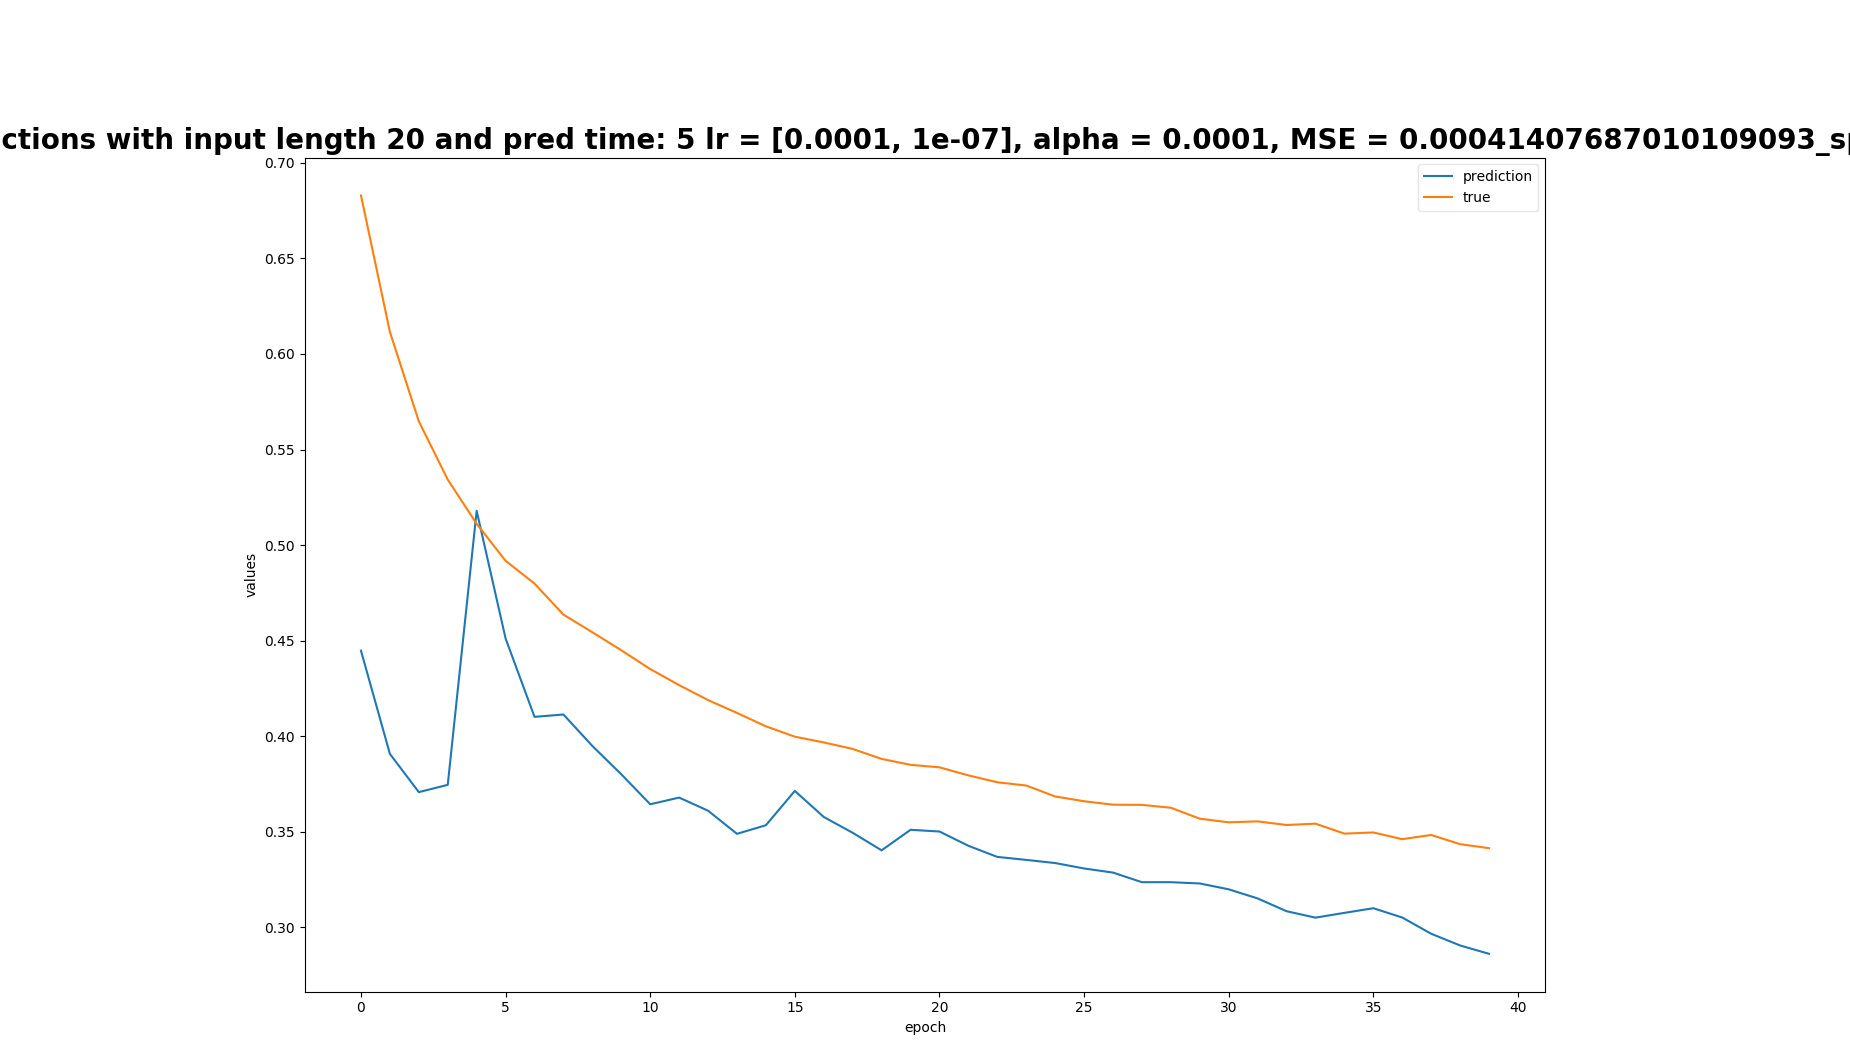 ctions with input length 20 and pred time: 5 lr = [0.0001, 1e-07], alpha = 0.0001, MSE = 0.00041407687010109093_sp
prediction
true
0.70
0.65
0.60
0.55
0.50
0.45
0.40
0.35
0.30
values
0 5 10 15 20 25 30 35 40
epoch